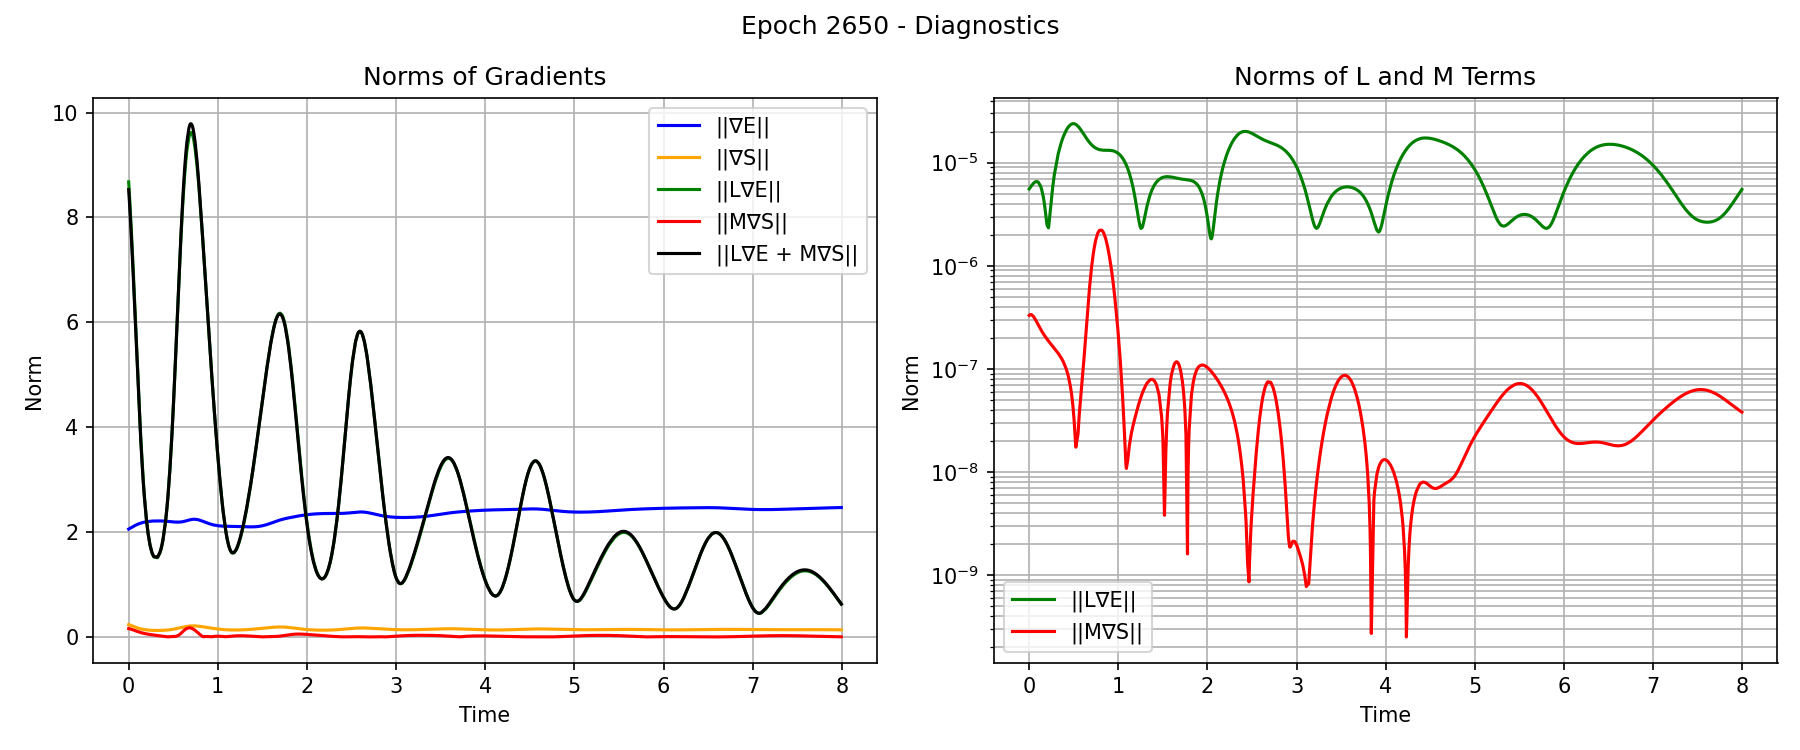 Epoch 2650 - Diagnostics
Norms of Gradients
Norm
10
8
6
4
2
0
||∇E||
||∇S||
||L∇E||
||M∇S||
||L∇E + M∇S||
0 1 2 3 4 5 6 7 8
Time
Norms of L and M Terms
Norm
10⁻⁵
10⁻⁶
10⁻⁷
10⁻⁸
10⁻⁹
||L∇E||
||M∇S||
0 1 2 3 4 5 6 7 8
Time